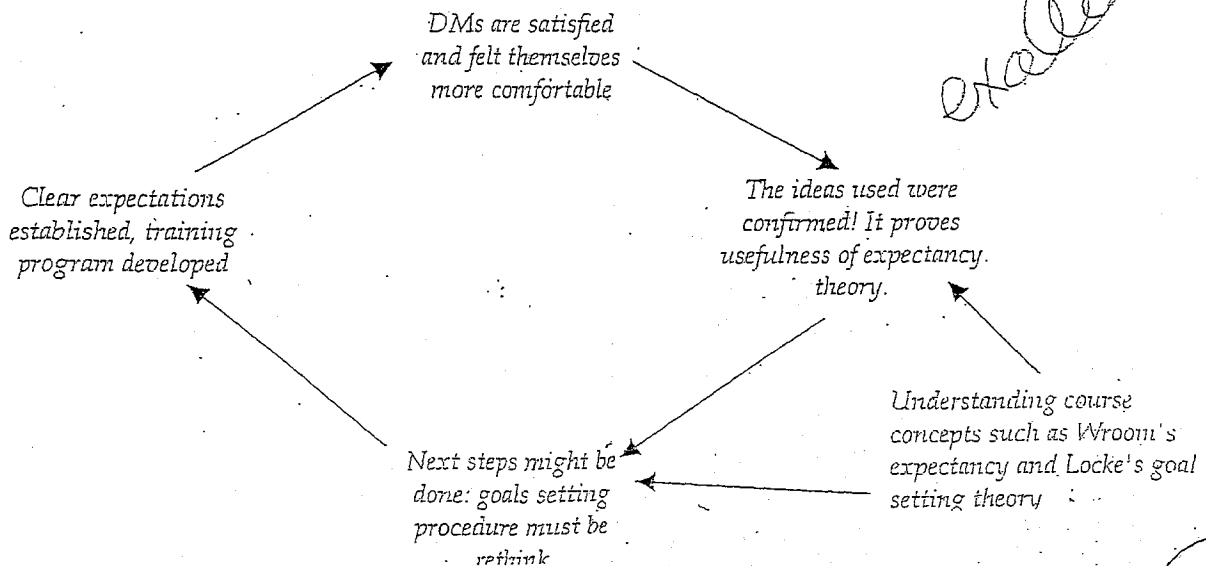 DMs are satisfied
and felt themselves
more comfortable
Clear expectations
established, training
program developed
The ideas used were
confirmed! It proves
usefulness of expectancy.
theory.
Understanding course
concepts such as Wroom's
expectancy and Locke's goal
setting theory
Next steps might be
done: goals setting
procedure must be
rethink